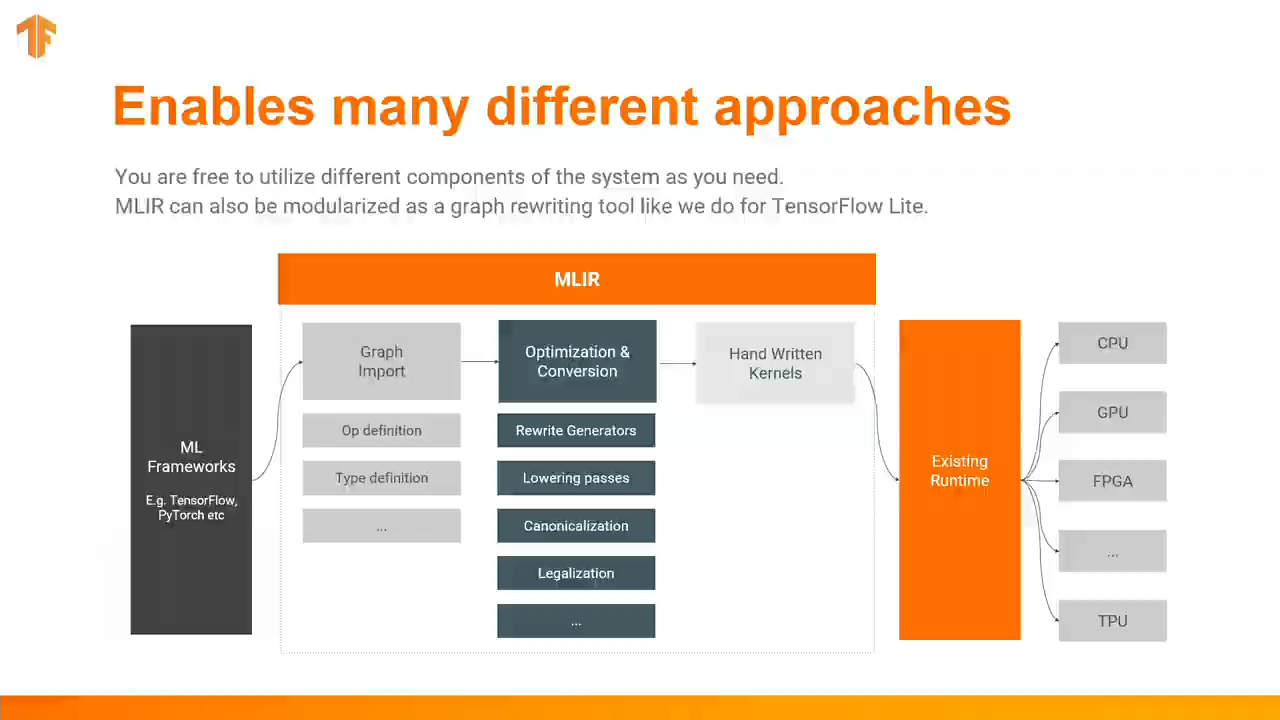 Enables many different approaches
You are free to utilize different components of the system as you need.
MLIR can also be modularized as a graph rewriting tool like we do for TensorFlow Lite.
MLIR
ML
Frameworks
E.g. TensorFlow,
PyTorch etc
Graph
Import
Op definition
Type definition
...
Optimization &
Conversion
Rewrite Generators
Lowering passes
Canonicalization
Legalization
...
Hand Written
Kernels
Existing
Runtime
CPU
GPU
FPGA
...
TPU